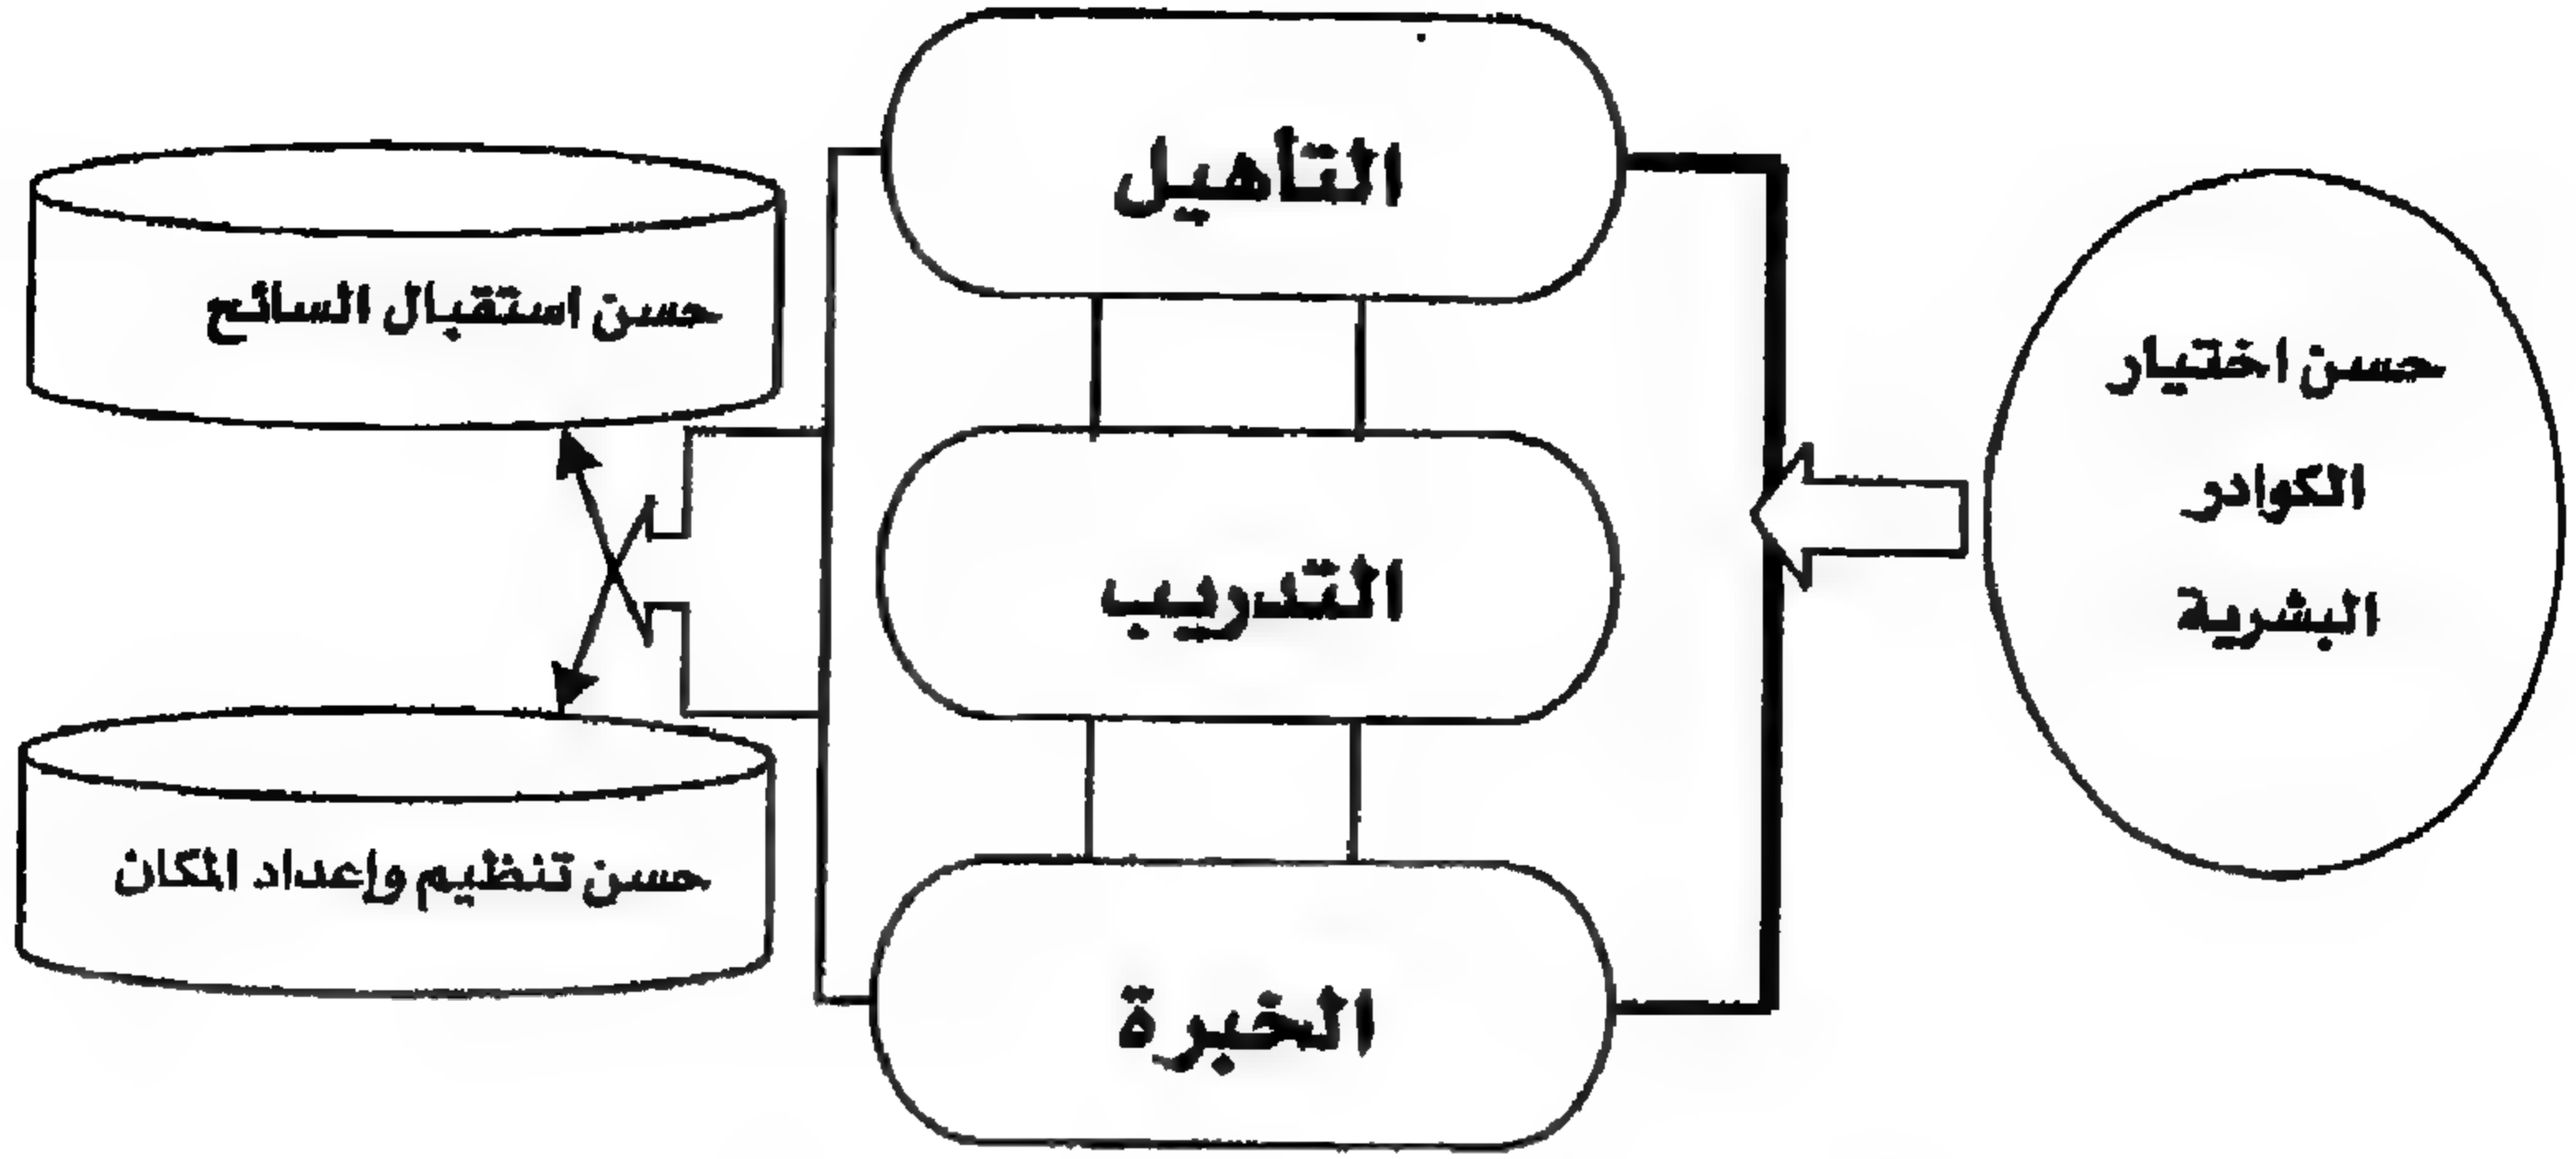 حسن اختيار
الكوادر
البشرية
التأهيل
التدريب
الخبرة
حسن استقبال السائح
حسن تنظيم وإعداد المكان